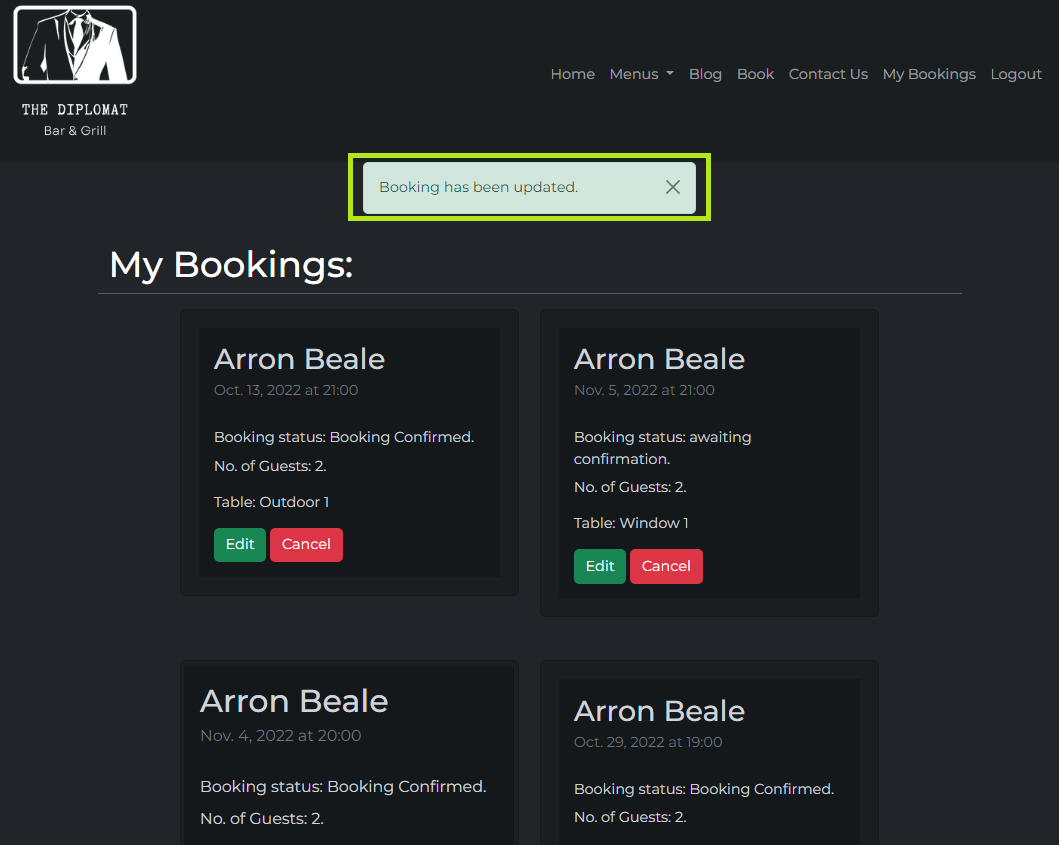 THE DIPLOMAT
Bar & Grill
Home Menus Blog Book Contact Us My Bookings Logout
Booking has been updated.
My Bookings:
Arron Beale
Oct. 13, 2022 at 21:00
Booking status: Booking Confirmed.
No. of Guests: 2.
Table: Outdoor 1
Edit Cancel
Arron Beale
Nov. 5, 2022 at 21:00
Booking status: awaiting
confirmation.
No. of Guests: 2.
Table: Window 1
Edit Cancel
Arron Beale
Nov. 4, 2022 at 20:00
Booking status: Booking Confirmed.
No. of Guests: 2.
Arron Beale
Oct. 29, 2022 at 19:00
Booking status: Booking Confirmed.
No. of Guests: 2.